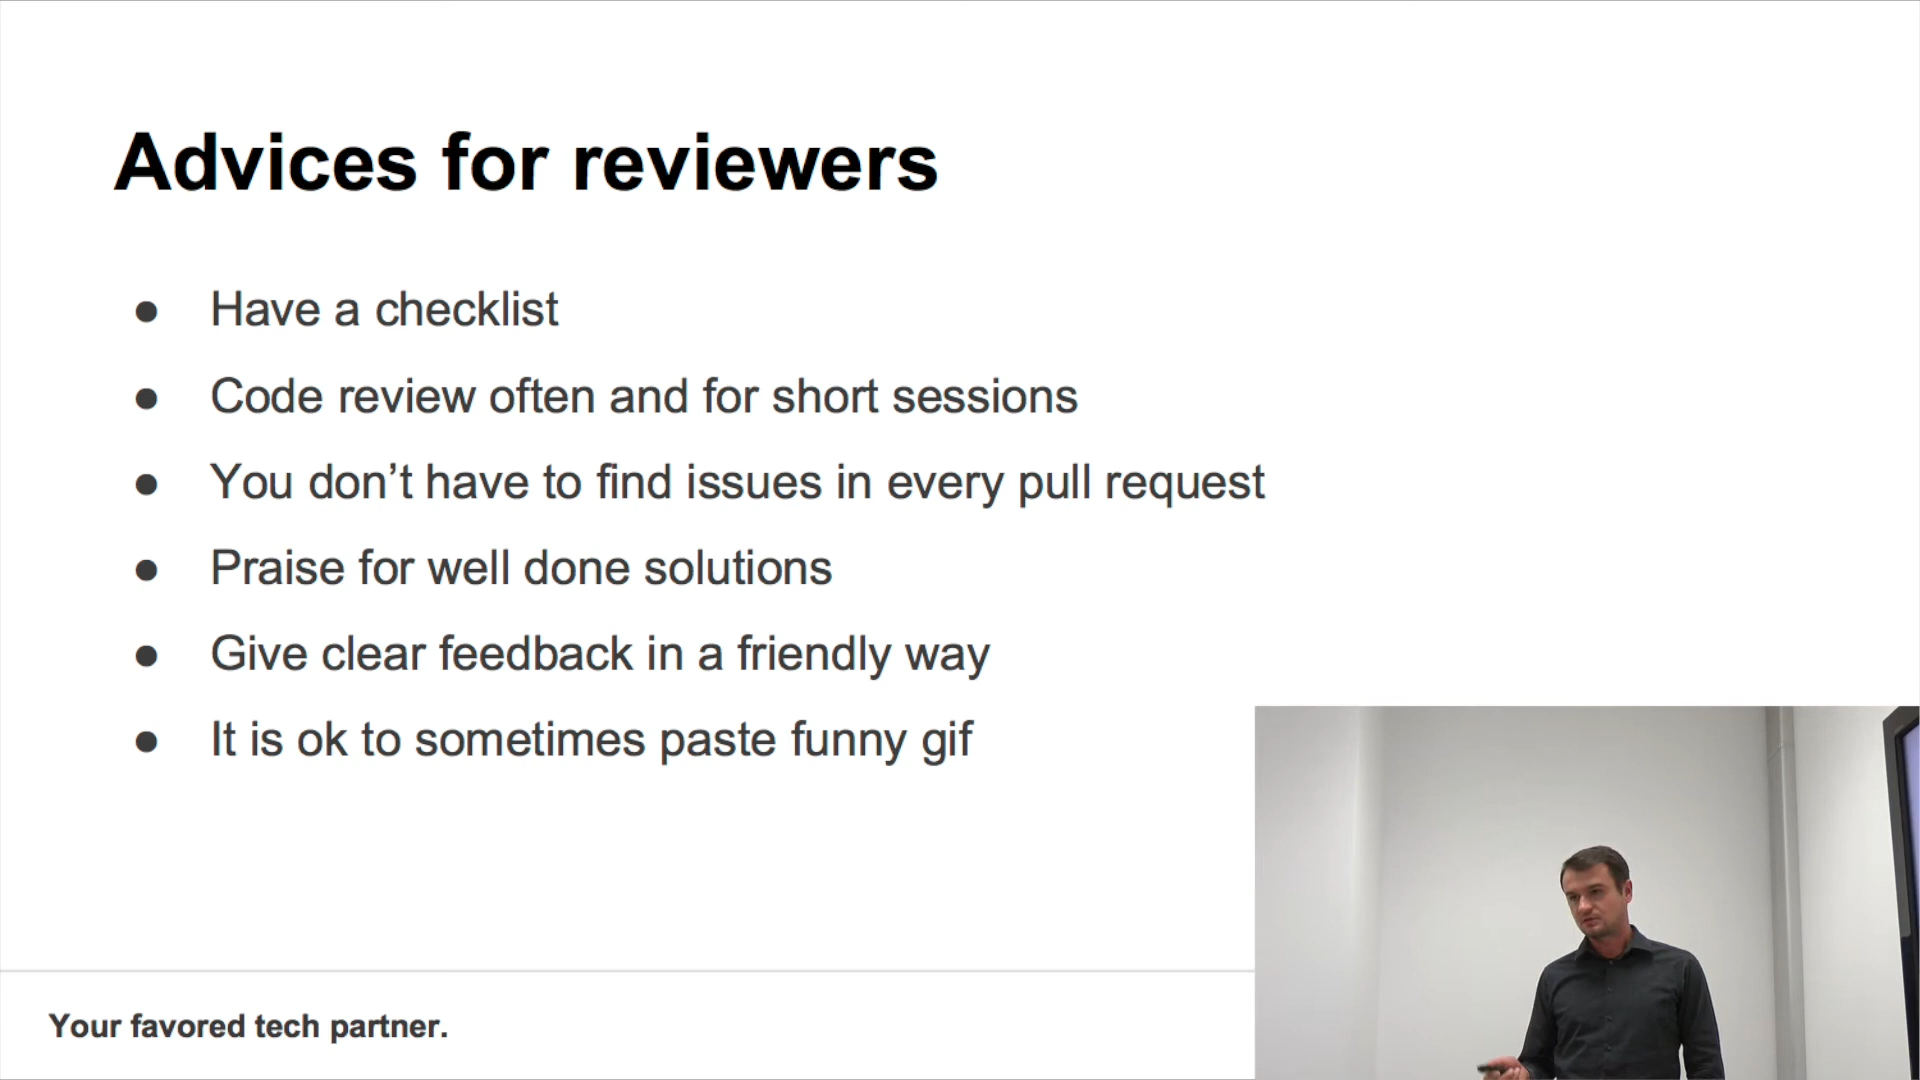 Advices for reviewers
● Have a checklist
● Code review often and for short sessions
● You don’t have to find issues in every pull request
● Praise for well done solutions
● Give clear feedback in a friendly way
● It is ok to sometimes paste funny gif
Your favored tech partner.